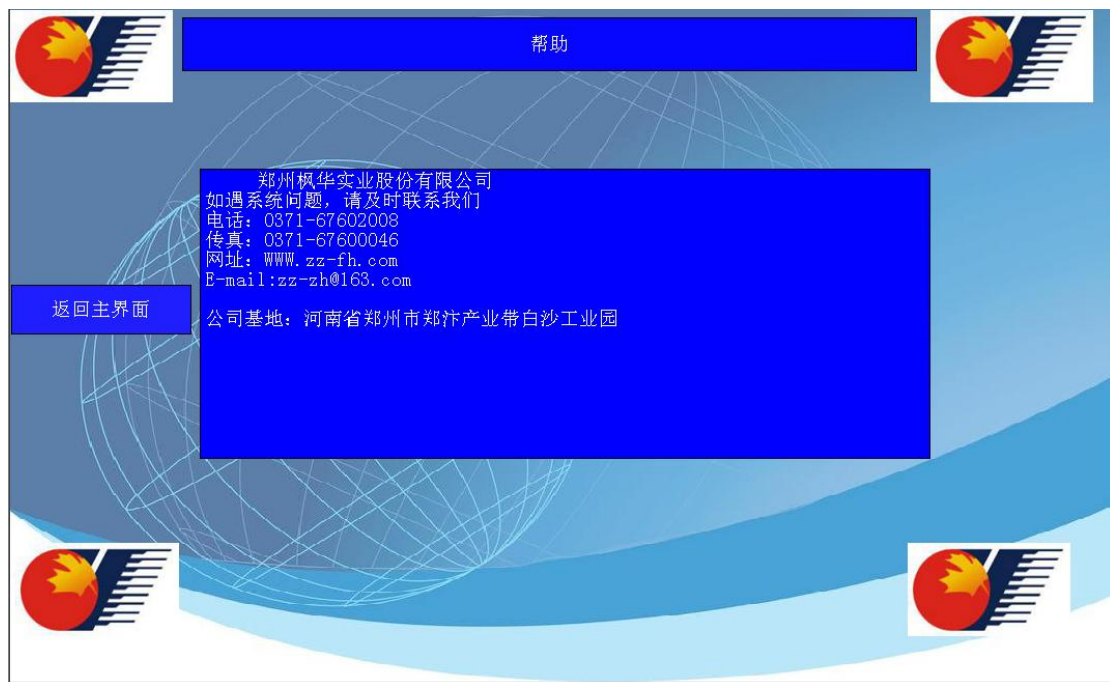 帮助
郑州枫华实业股份有限公司
如遇系统问题，请及时联系我们
电话：0371-67602008
传真：0371-67600046
网址：WWW.zz-fh.com
E-mail:zz-zh@163.com
返回主界面
公司基地：河南省郑州市郑汴产业带白沙工业园